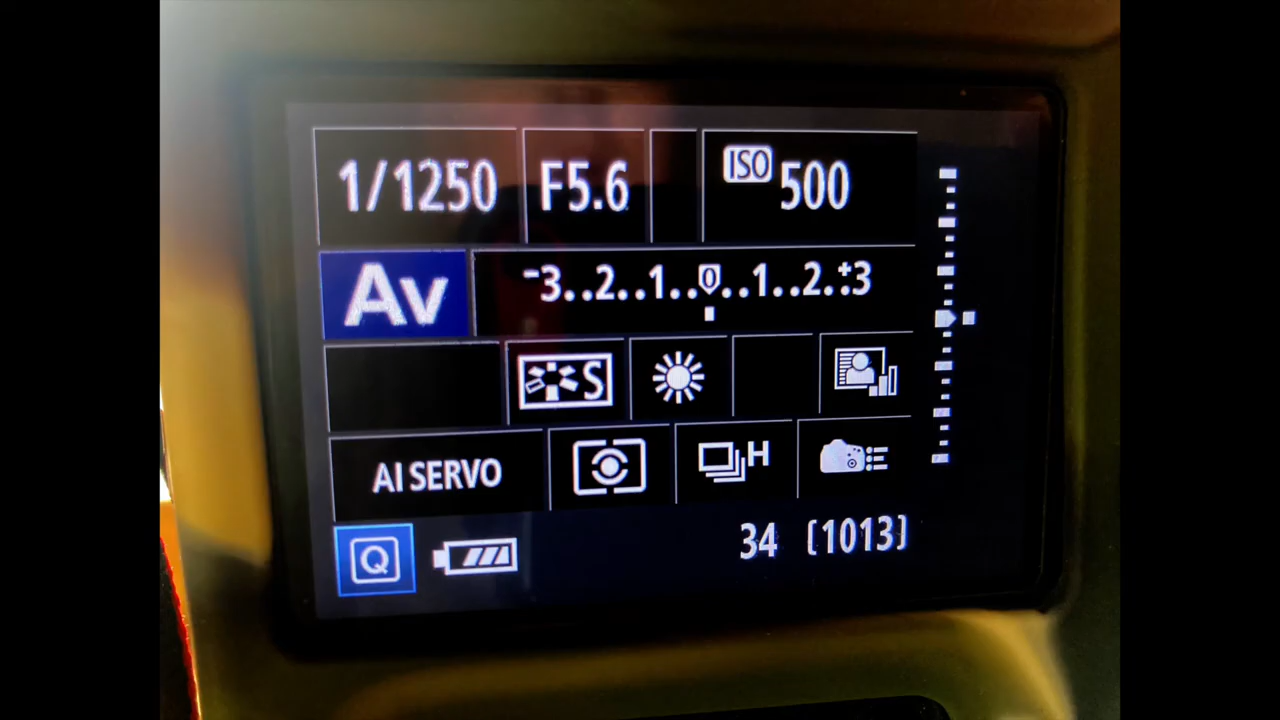 1/1250 F5.6 ISO 500
Av -3..2..1..0..1..2..+3
S
AI SERVO H
Q 34 [1013]